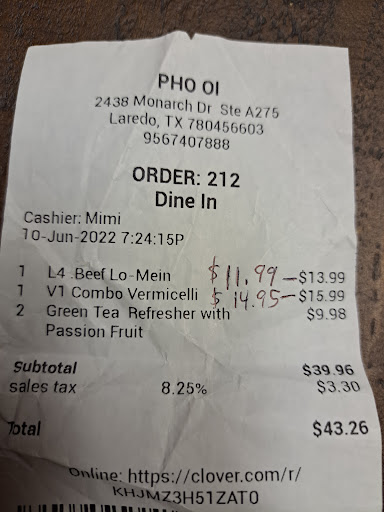 PHO OI
2438 Monarch Dr Ste A275
Laredo, TX 780456603
9567407888
ORDER: 212
Dine In
Cashier: Mimi
10-Jun-2022 7:24:15P
1 L4 .Beef Lo-Mein $11.99 — $13.99
1 V1 Combo Vermicelli $14.95 — $15.99
2 Green Tea Refresher with $9.98
Passion Fruit
Subtotal $39.96
sales tax 8.25% $3.30
Total $43.26
Online: https://clover.com/r/
KHJMZ3H51ZAT0